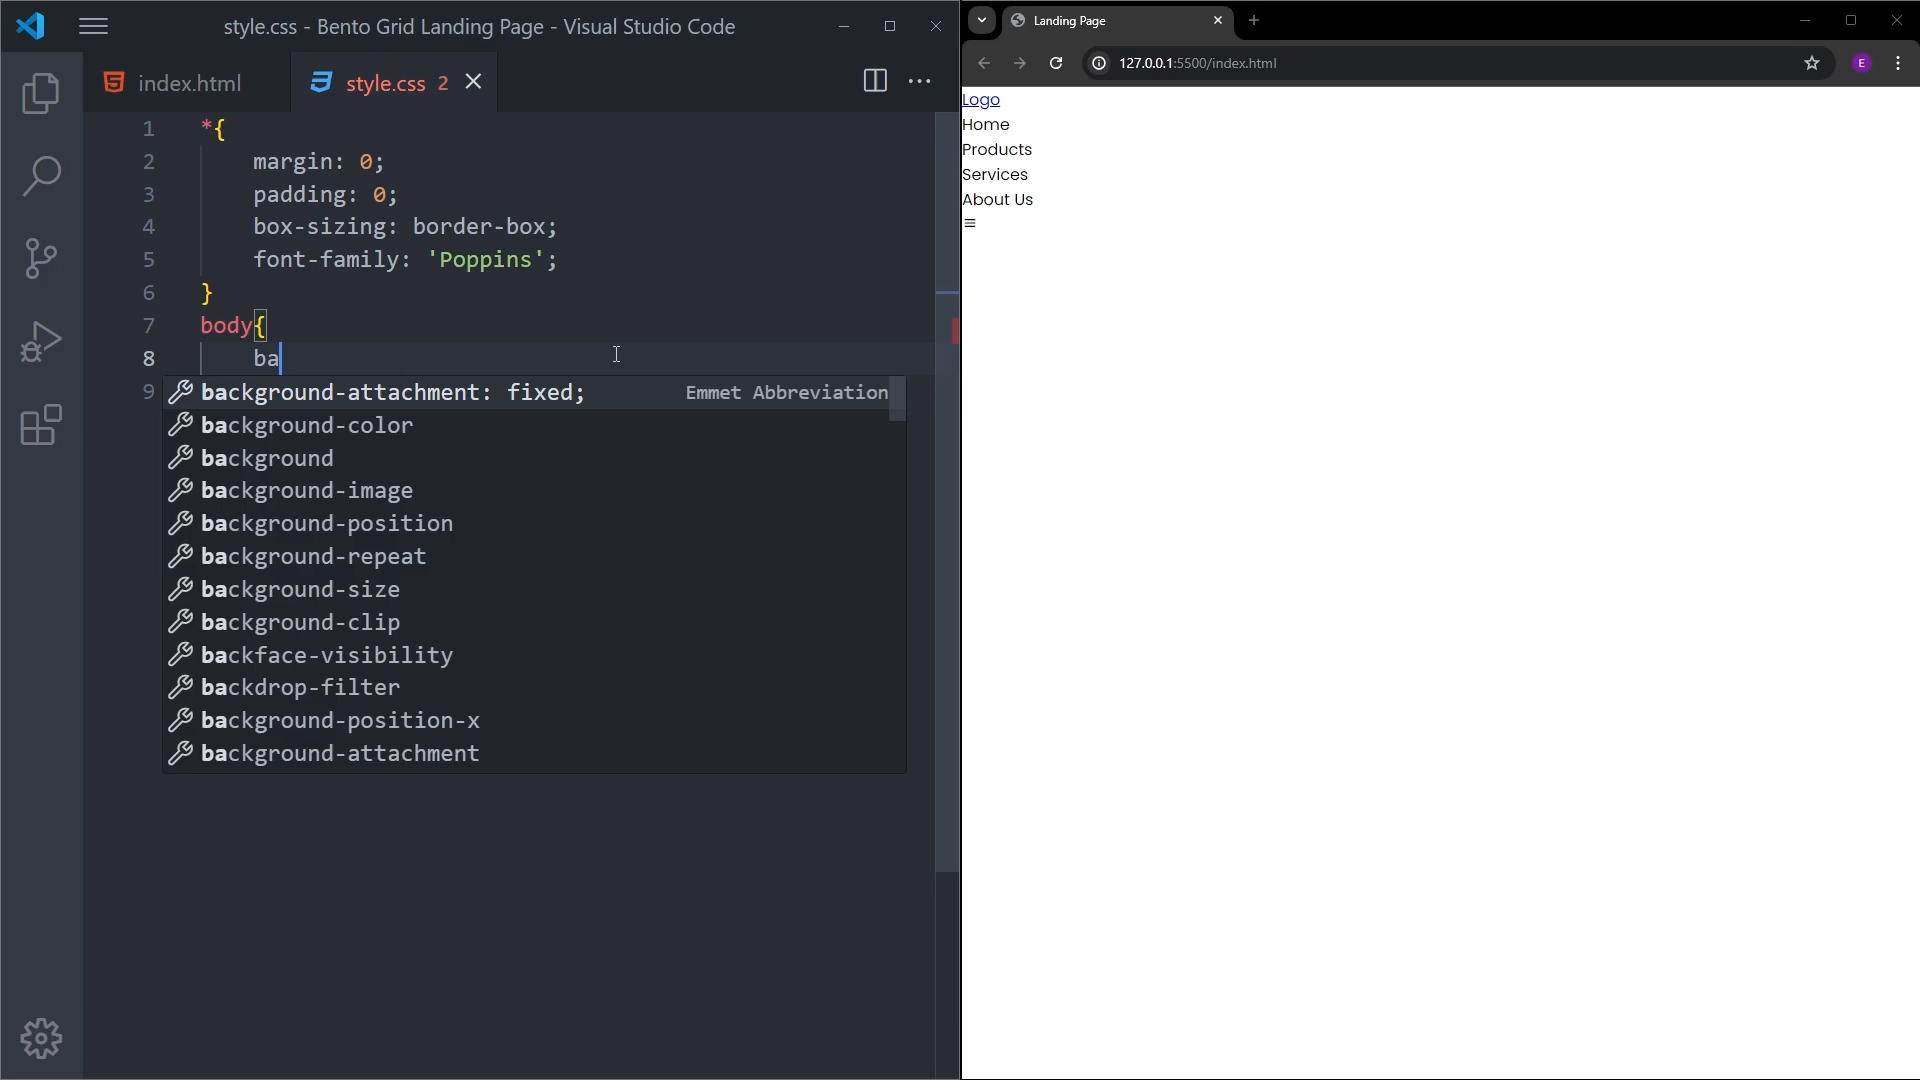 style.css - Bento Grid Landing Page - Visual Studio Code
index.html
style.css 2
1 *{
2 margin: 0;
3 padding: 0;
4 box-sizing: border-box;
5 font-family: 'Poppins';
6 }
7 body{
8 ba
9
background-attachment: fixed; Emmet Abbreviation
background-color
background
background-image
background-position
background-repeat
background-size
background-clip
backface-visibility
backdrop-filter
background-position-x
background-attachment
Landing Page
127.0.0.1:5500/index.html
E
Logo
Home
Products
Services
About Us